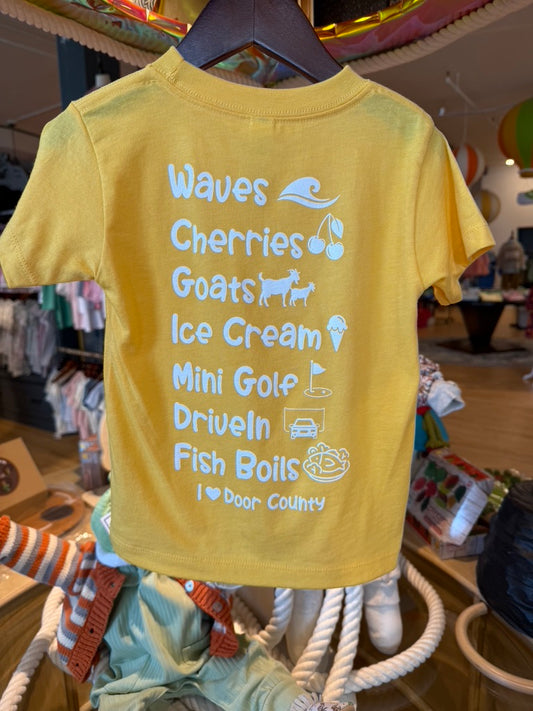 Waves
Cherries
Goats
Ice Cream
Mini Golf
DriveIn
Fish Boils
I ♥ Door County